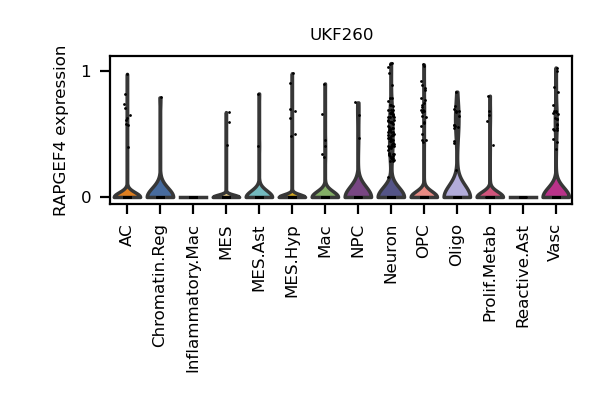 UKF260
RAPGEF4 expression
1
0
AC
Chromatin.Reg
Inflammatory.Mac
MES
MES.Ast
MES.Hyp
Mac
NPC
Neuron
OPC
Oligo
Prolif.Metab
Reactive.Ast
Vasc